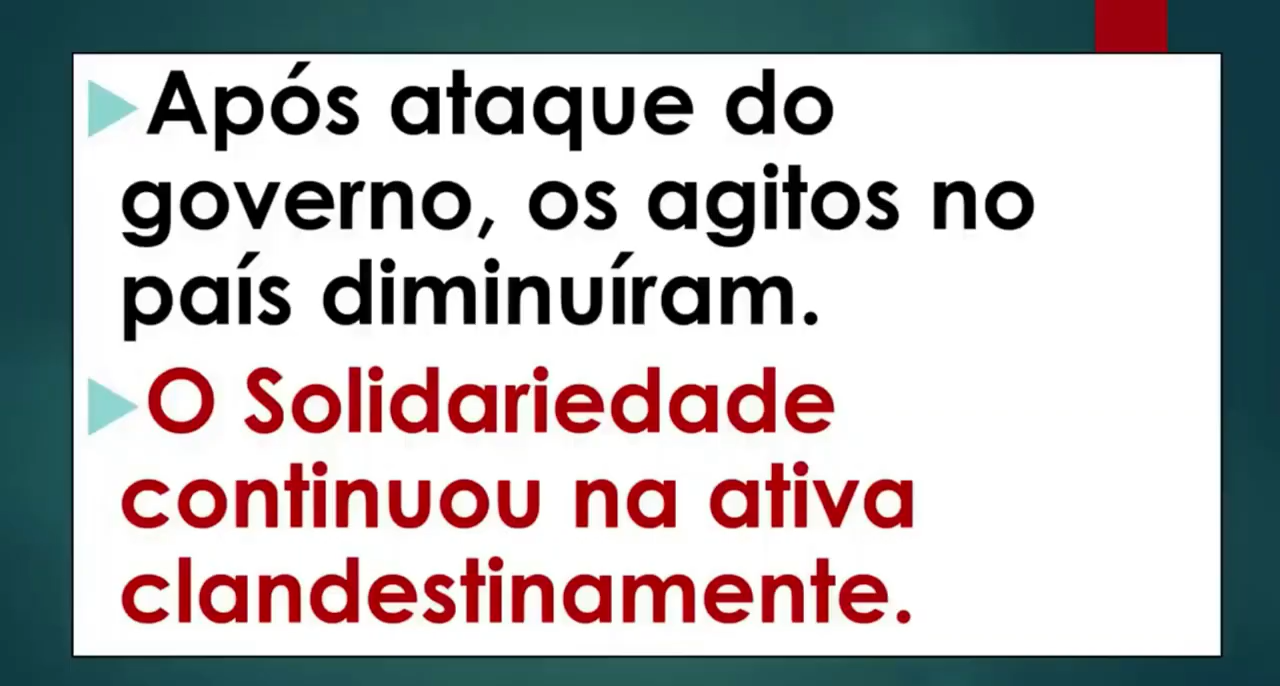 Após ataque do
governo, os agitos no
país diminuíram.
O Solidariedade
continuou na ativa
clandestinamente.